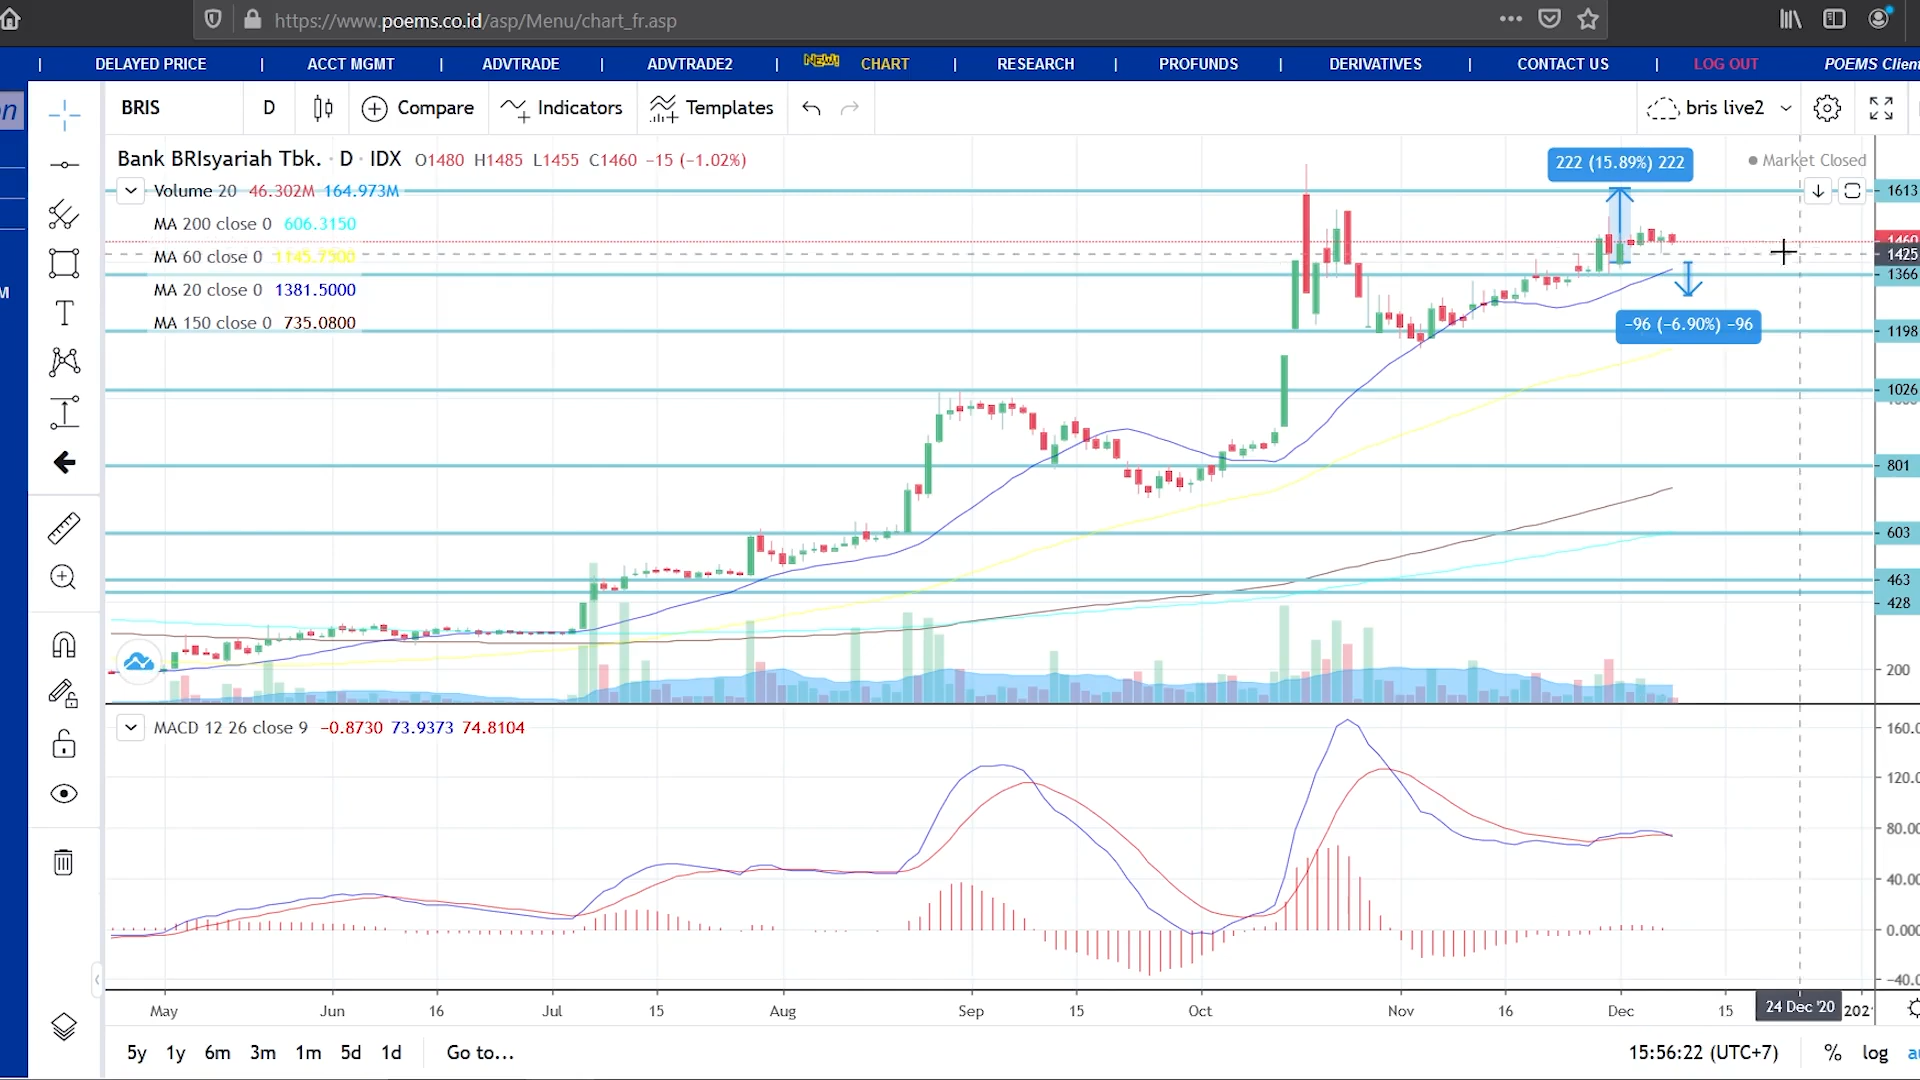 https://www.poems.co.id/asp/Menu/chart_fr.asp
DELAYED PRICE | ACCT MGMT | ADVTRADE | ADVTRADE2 | NEW! CHART | RESEARCH | PROFUNDS | DERIVATIVES | CONTACT US | LOG OUT POEMS Client
on
M
BRIS D Compare Indicators Templates bris live2
Bank BRIsyariah Tbk. · D · IDX O1480 H1485 L1455 C1460 −15 (−1.02%)
Market Closed
Volume 20 46.302M 164.973M
MA 200 close 0 606.3150
MA 60 close 0 1145.7500
MA 20 close 0 1381.5000
MA 150 close 0 735.0800
222 (15.89%) 222
−96 (−6.90%) −96
1613
1460
1425
1366
1198
1026
801
603
463
428
200
MACD 12 26 close 9 −0.8730 73.9373 74.8104
160.0
120.0
80.00
40.00
0.000
−40.0
May Jun 16 Jul 15 Aug Sep 15 Oct Nov 16 Dec 15 24 Dec '20 202
5y 1y 6m 3m 1m 5d 1d Go to... 15:56:22 (UTC+7) % log au